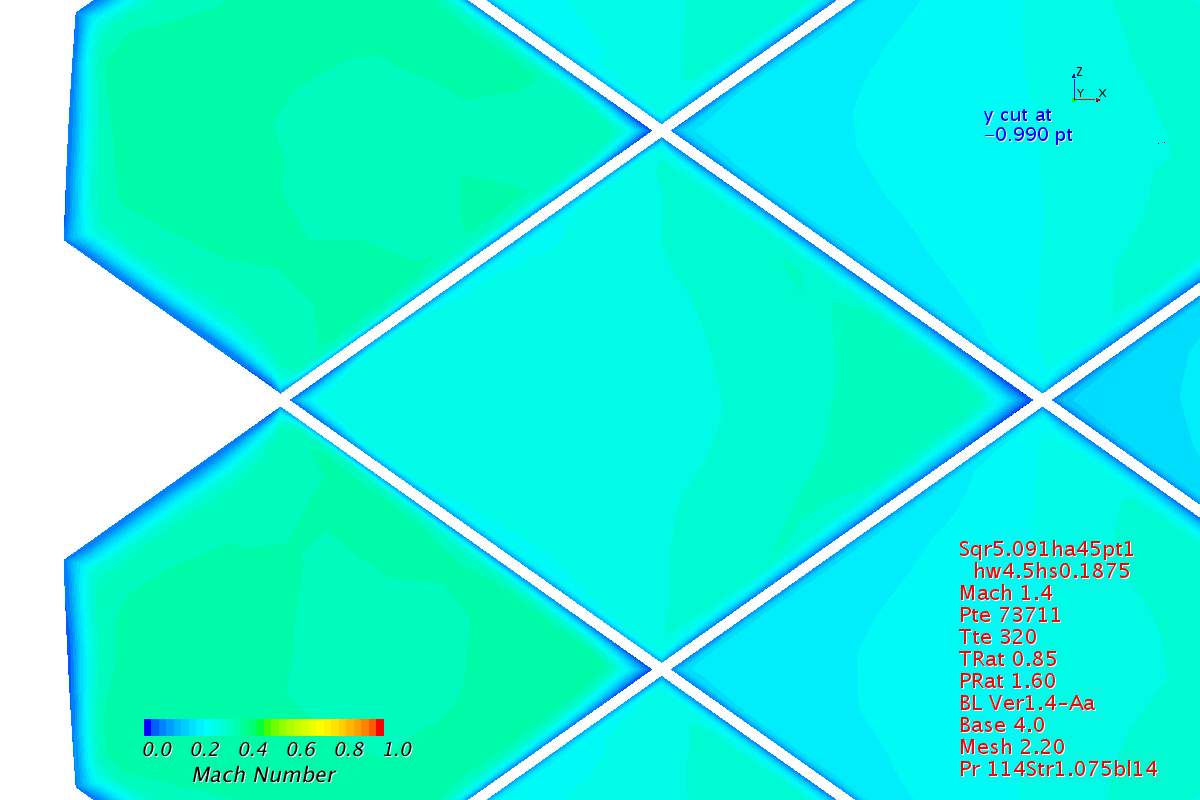 Z
Y X
y cut at
−0.990 pt
Sqr5.091ha45pt1
hw4.5hs0.1875
Mach 1.4
Pte 73711
Tte 320
TRat 0.85
PRat 1.60
BL Ver1.4−Aa
Base 4.0
Mesh 2.20
Pr 114Str1.075bl14
0.0 0.2 0.4 0.6 0.8 1.0
Mach Number